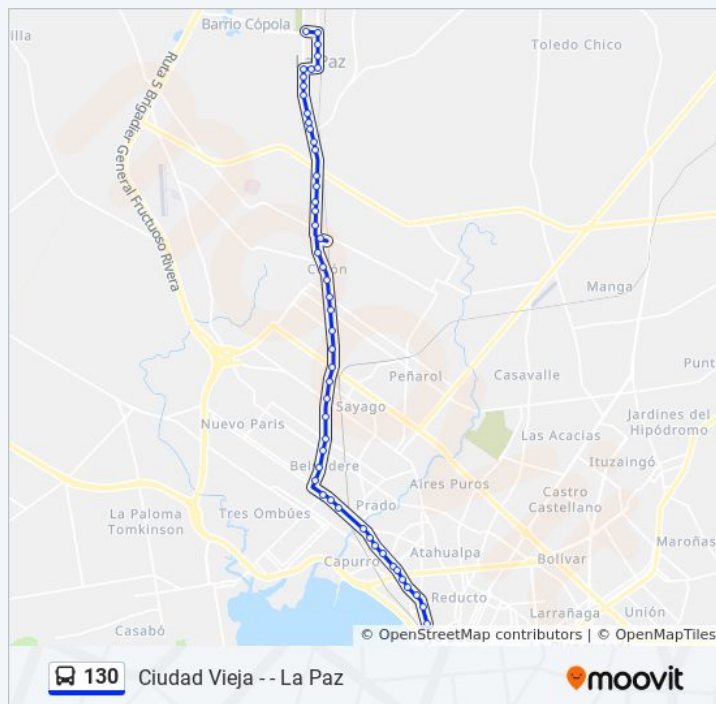 Barrio Cópola
illa
Toledo Chico
La Paz
Ruta 5 Brigadier General Fructuoso Rivera
Colón
Manga
Peñarol
Casavalle
Punt
Sayago
Jardines del
Hipódromo
Nuevo Paris
Las Acacias
Ituzaingó
Belvedere
Aires Puros
Castro
Castellano
La Paloma
Tomkinson
Tres Ombúes
Prado
Maroñas
Capurro
Atahualpa
Bolívar
Reducto
Larrañaga
Unión
Casabó
© OpenStreetMap contributors | © OpenMapTiles
130 Ciudad Vieja - - La Paz
moovit